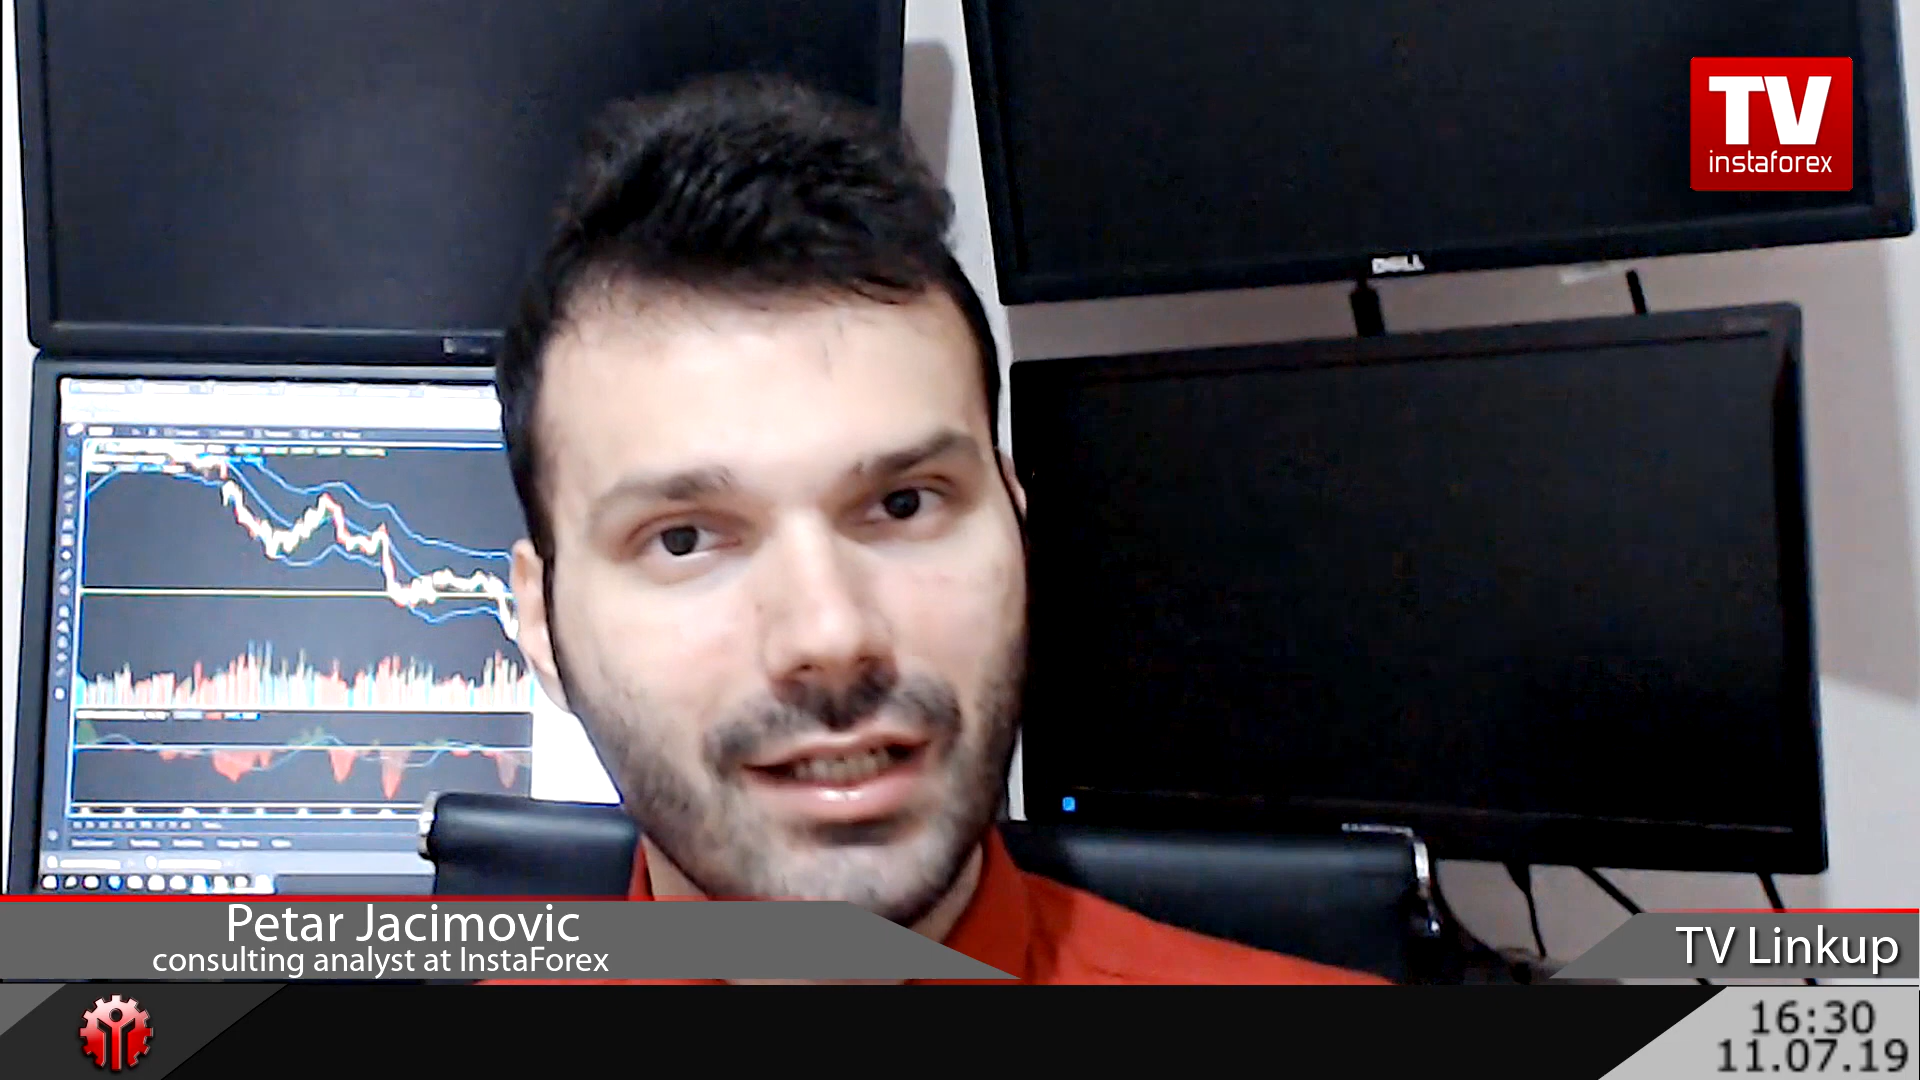 TV
instaforex
DELL
Petar Jacimovic
consulting analyst at InstaForex
TV Linkup
16:30
11.07.19